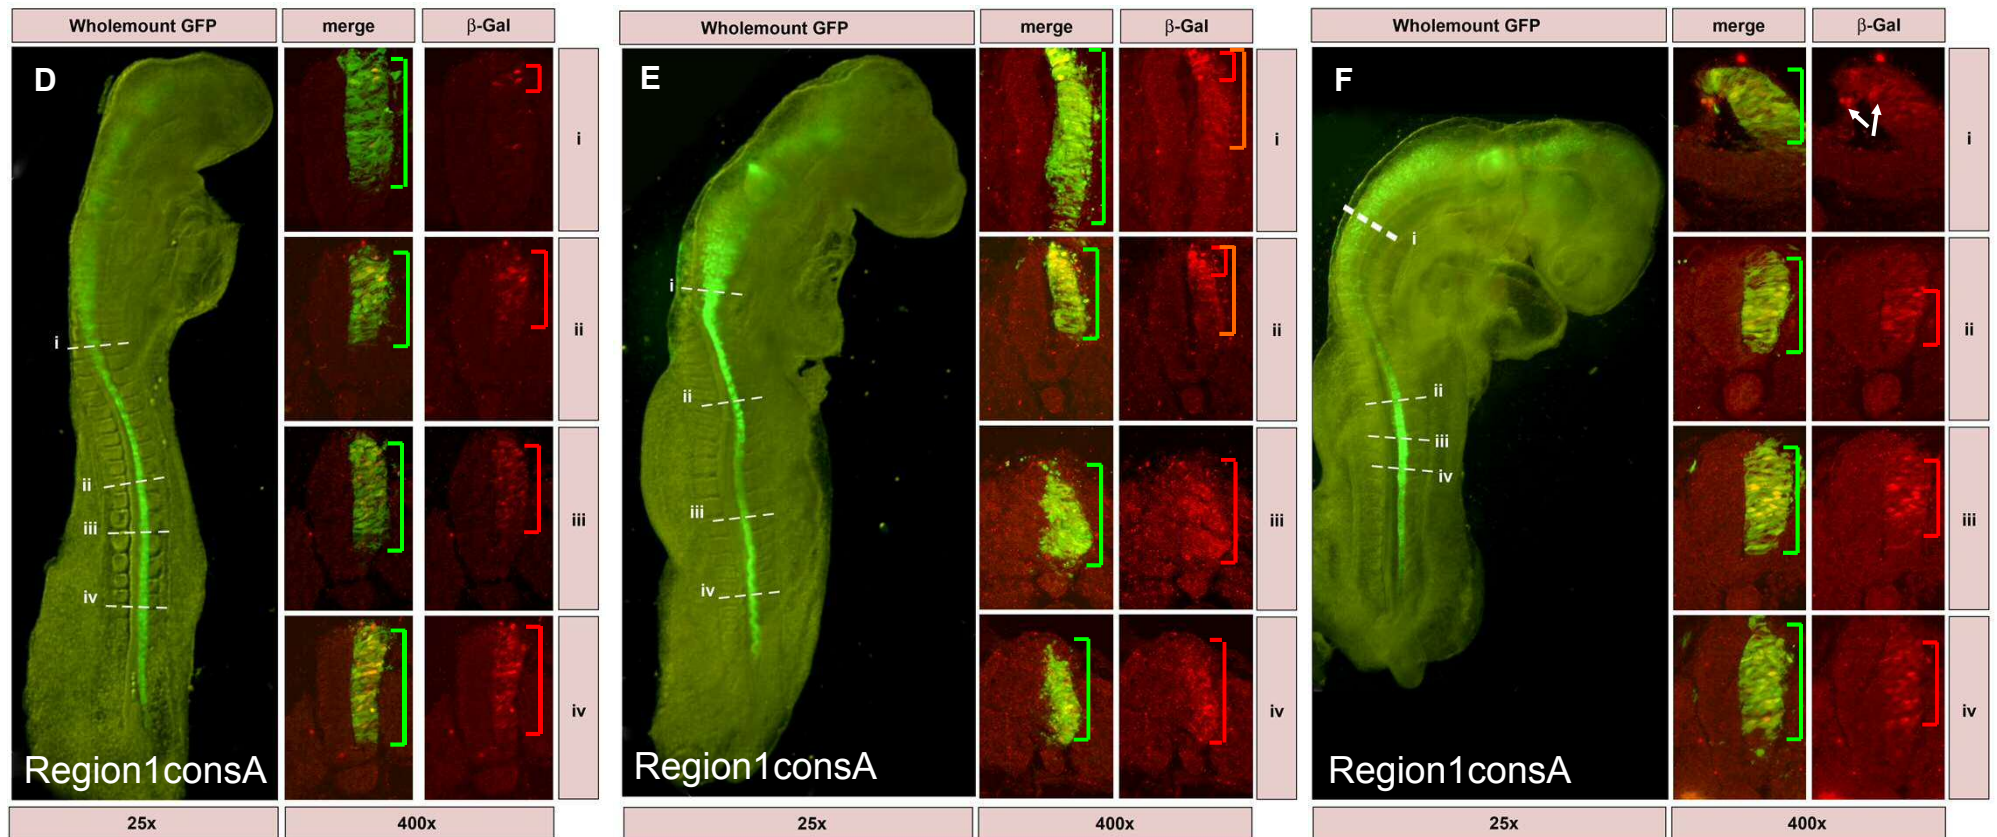 Wholemount GFP merge β-Gal
D
i
i
ii
ii
iii
iii
iv
iv
Region1consA
25x 400x
Wholemount GFP merge β-Gal
E
i
i
ii
ii
iii
iii
iv
iv
Region1consA
25x 400x
Wholemount GFP merge β-Gal
F
i
i
ii
ii
iii
iii
iv
iv
Region1consA
25x 400x